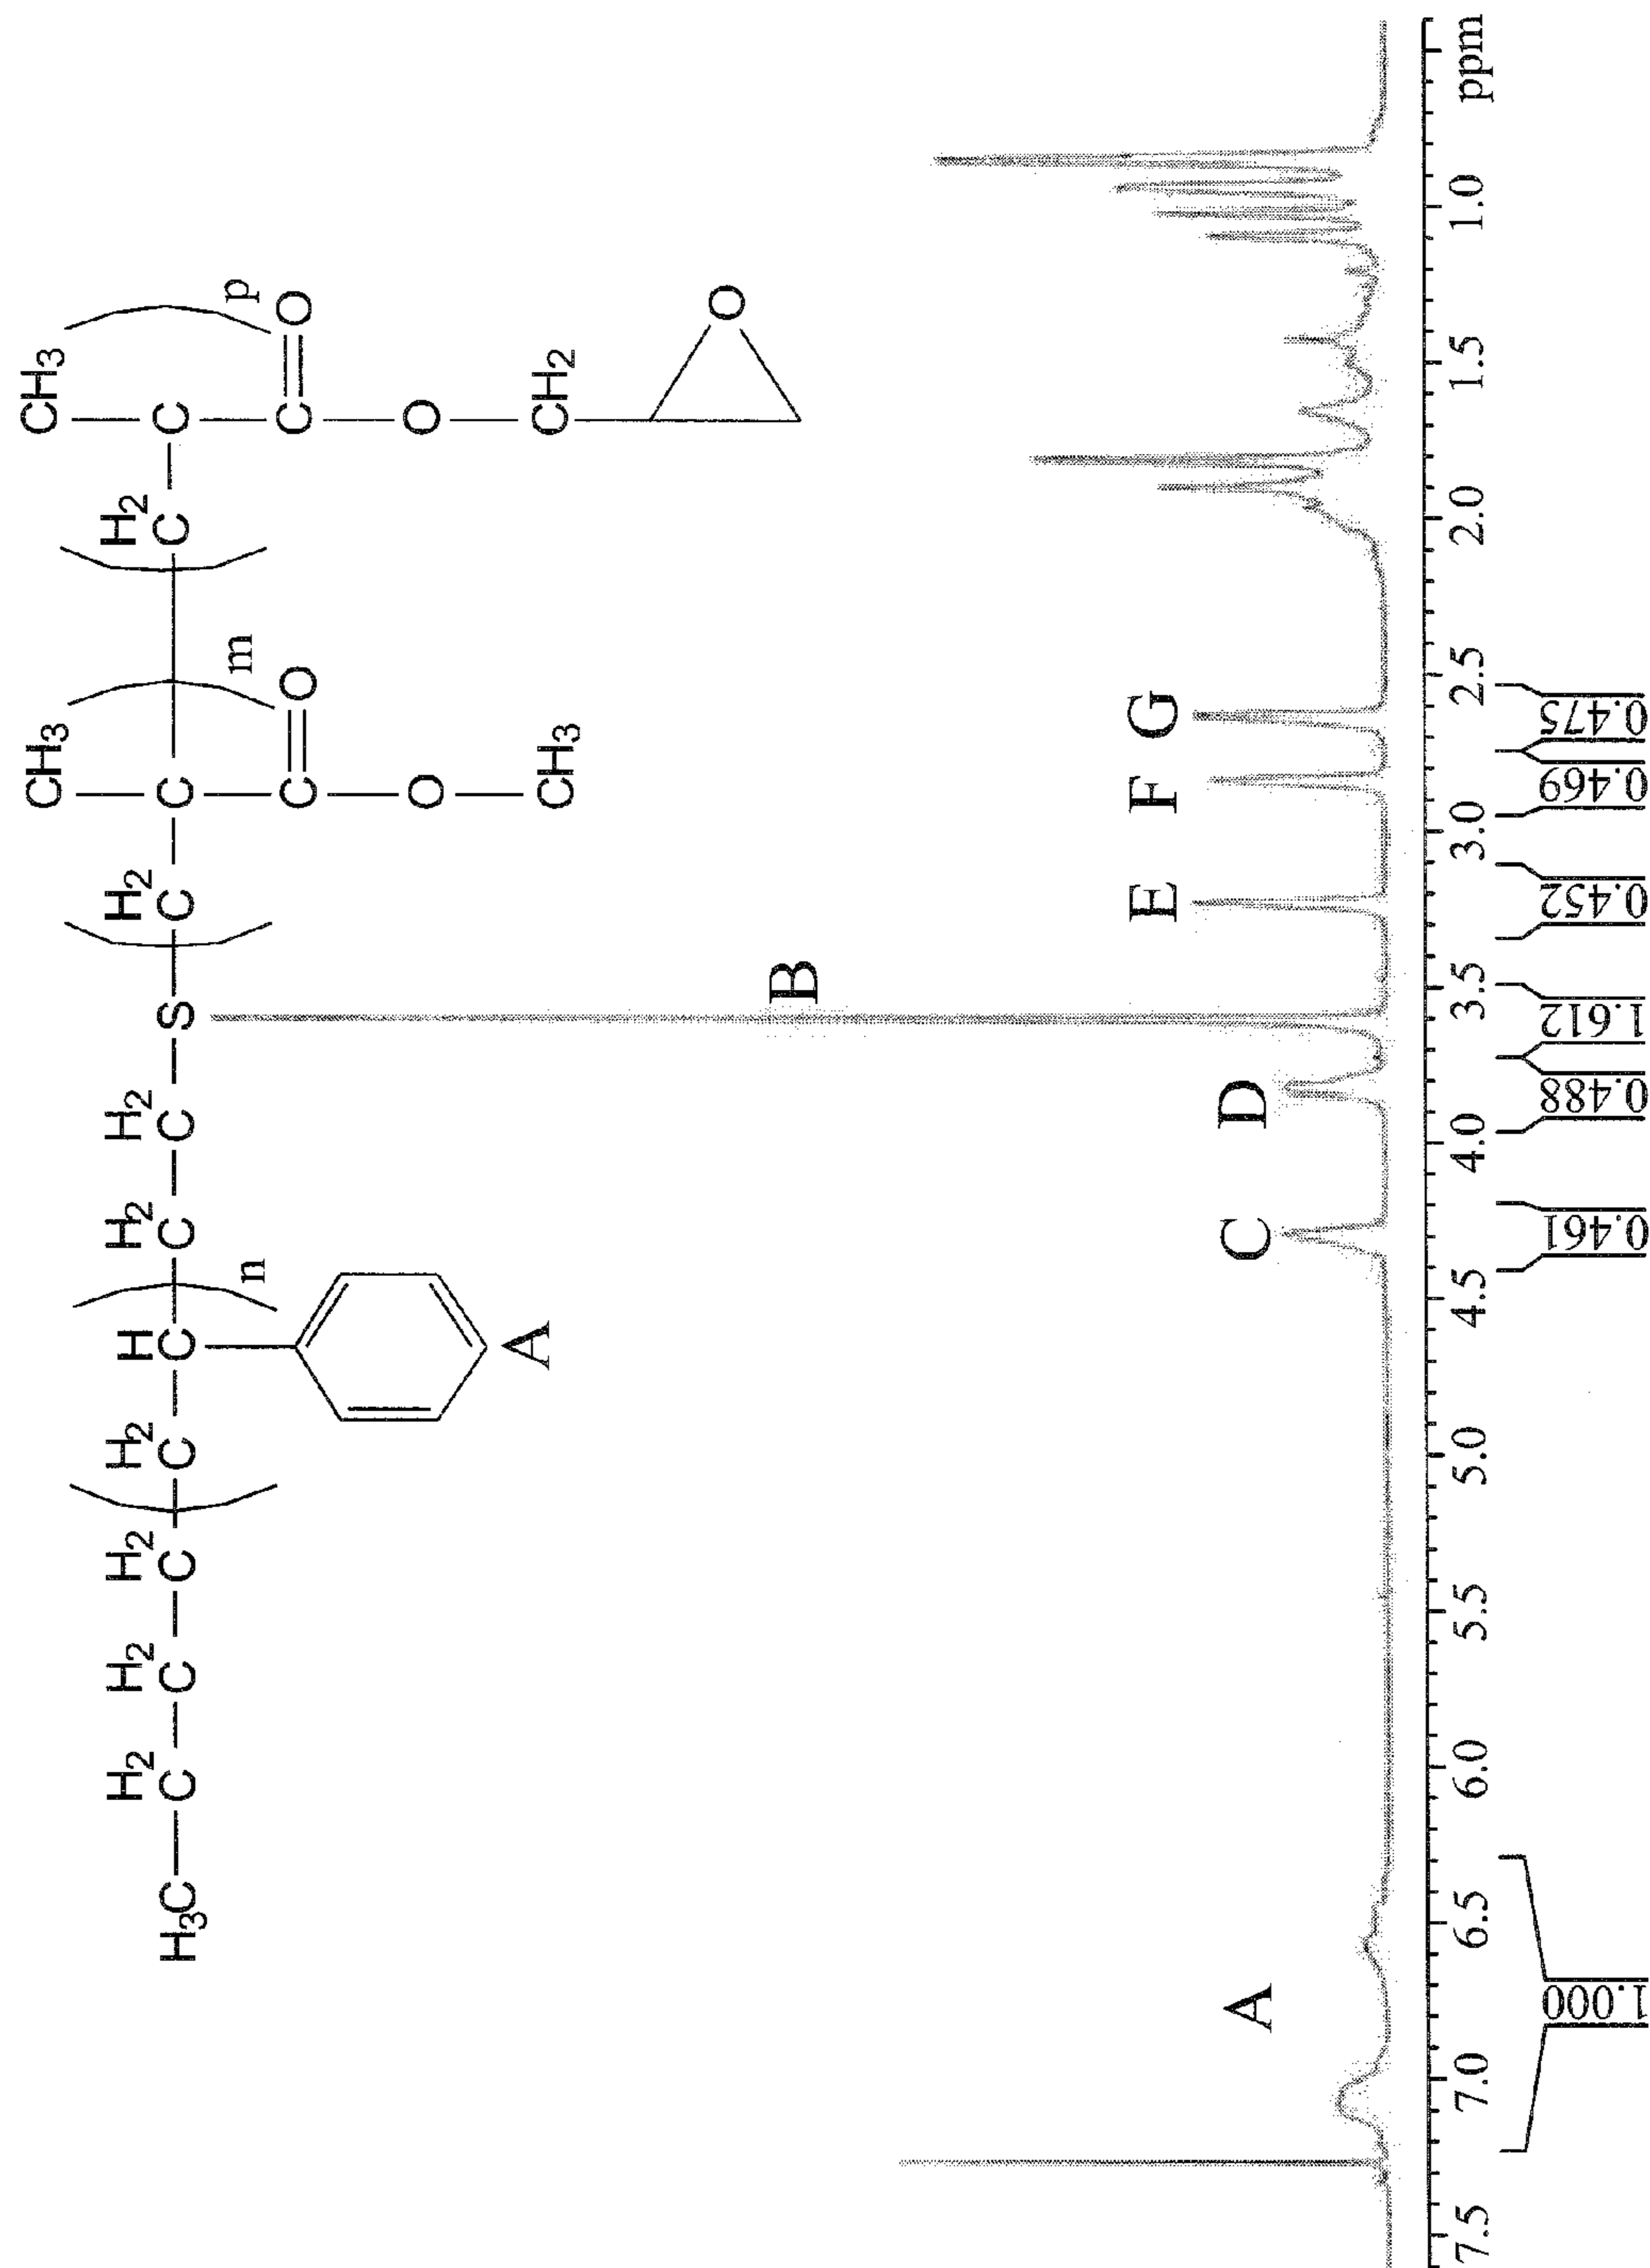 CH3 CH3
H2 H2 H2 H2 H H2 H2 H2 H2
H3C C C C C C C C S C C C C
n m p
C O C O
O O
A CH3 CH2
O
B
E F G
A C D
7.5 7.0 6.5 6.0 5.5 5.0 4.5 4.0 3.5 3.0 2.5 2.0 1.5 1.0 ppm
1.000 0.461 0.488 1.612 0.452 0.469 0.475